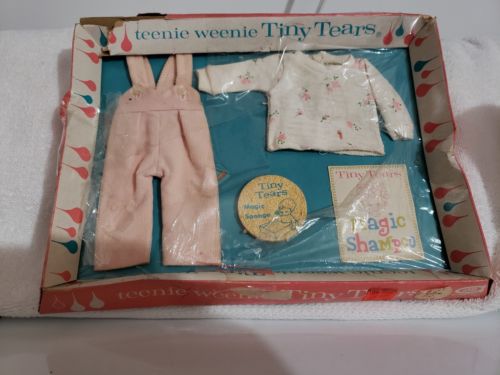 teenie weenie Tiny Tears
Tiny
Tears
Magic
Sponge
Tiny Tears
Magic
Shampoo
teenie weenie Tiny Tears